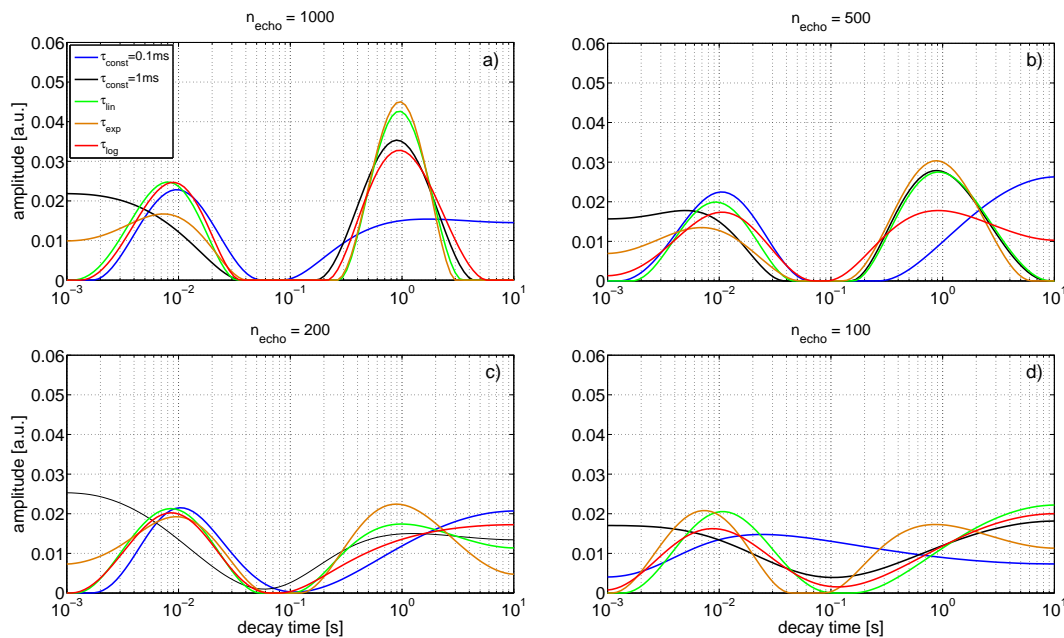 n_echo = 1000
n_echo = 500
0.06
0.05
0.04
0.03
0.02
0.01
0
amplitude [a.u.]
τ_const=0.1ms
τ_const=1ms
τ_lin
τ_exp
τ_log
a)
10^−3
10^−2
10^−1
10^0
10^1
0.06
0.05
0.04
0.03
0.02
0.01
0
b)
10^−3
10^−2
10^−1
10^0
10^1
n_echo = 200
n_echo = 100
0.06
0.05
0.04
0.03
0.02
0.01
0
amplitude [a.u.]
c)
10^−3
10^−2
10^−1
10^0
10^1
decay time [s]
0.06
0.05
0.04
0.03
0.02
0.01
0
d)
10^−3
10^−2
10^−1
10^0
10^1
decay time [s]